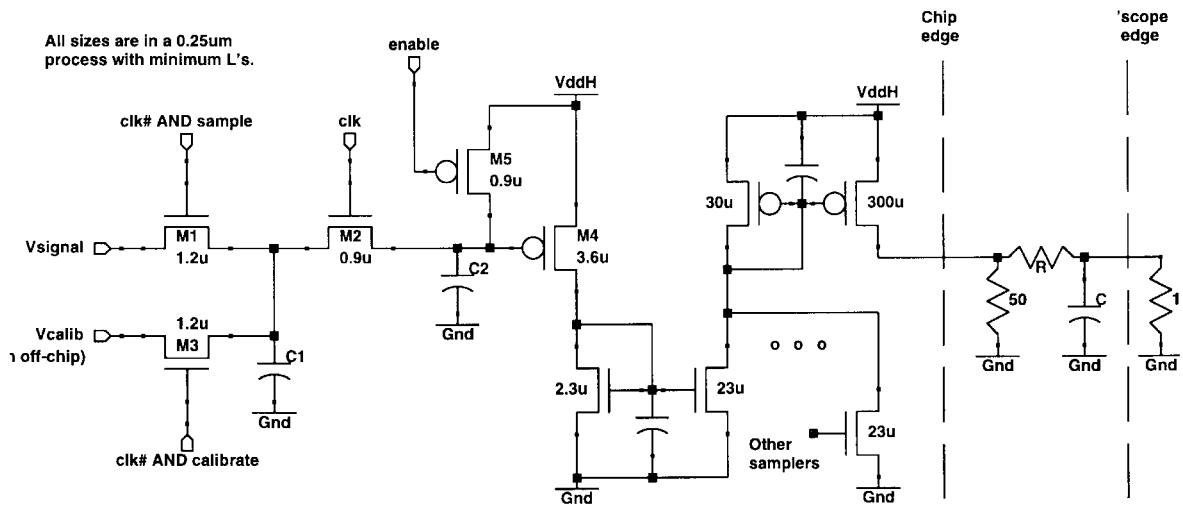 All sizes are in a 0.25um
process with minimum L's.
enable
Chip
edge
'scope
edge
VddH
VddH
clk# AND sample
clk
M5
0.9u
30u
300u
Vsignal
M1
1.2u
M2
0.9u
M4
3.6u
C2
Gnd
R
50
C
1
Gnd
Gnd
Gnd
Vcalib
off-chip)
1.2u
M3
C1
Gnd
o o o
2.3u
23u
23u
Other
samplers
clk# AND calibrate
Gnd
Gnd